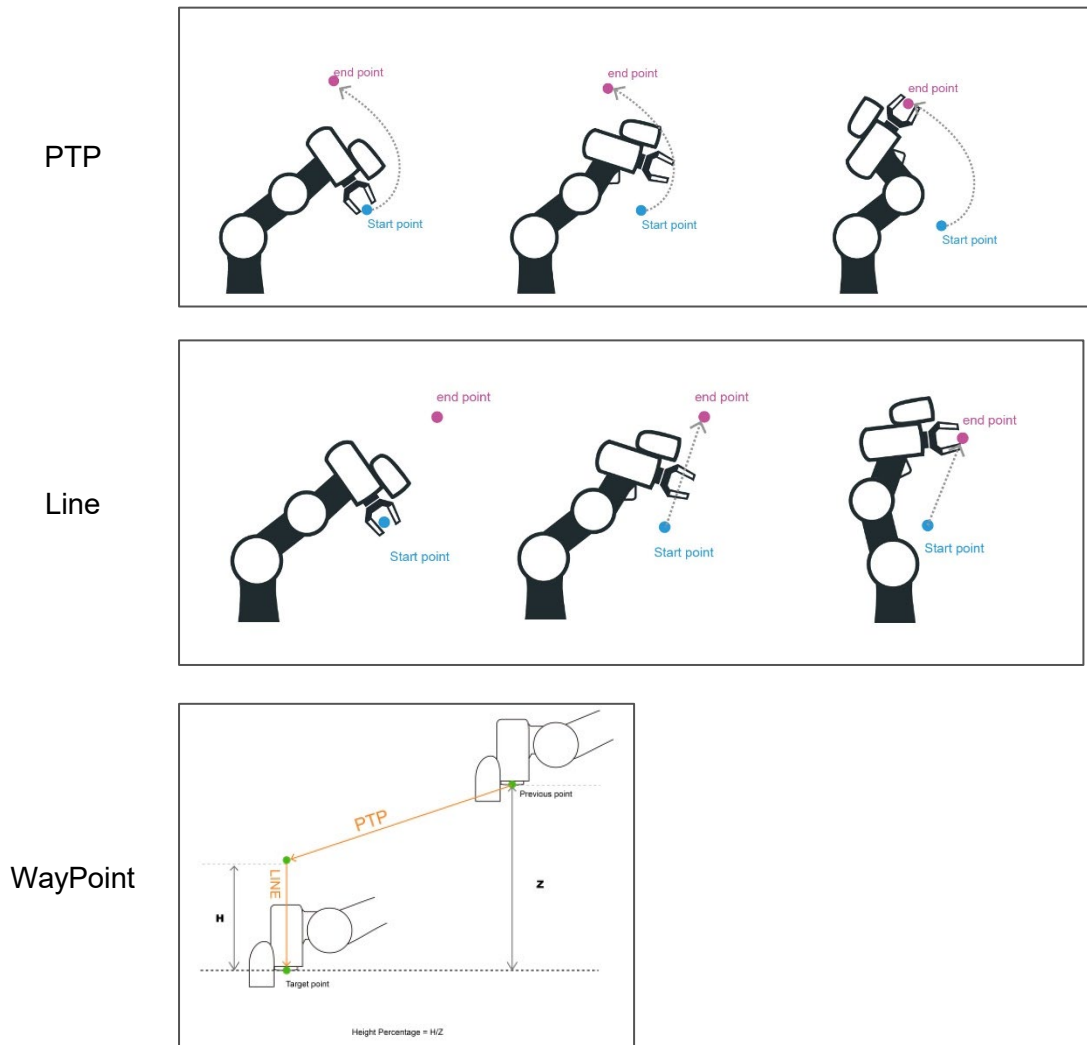 PTP
end point
Start point
end point
Start point
end point
Start point
Line
end point
Start point
end point
Start point
end point
Start point
WayPoint
Previous point
PTP
LINE
H
Z
Target point
Height Percentage = H/Z